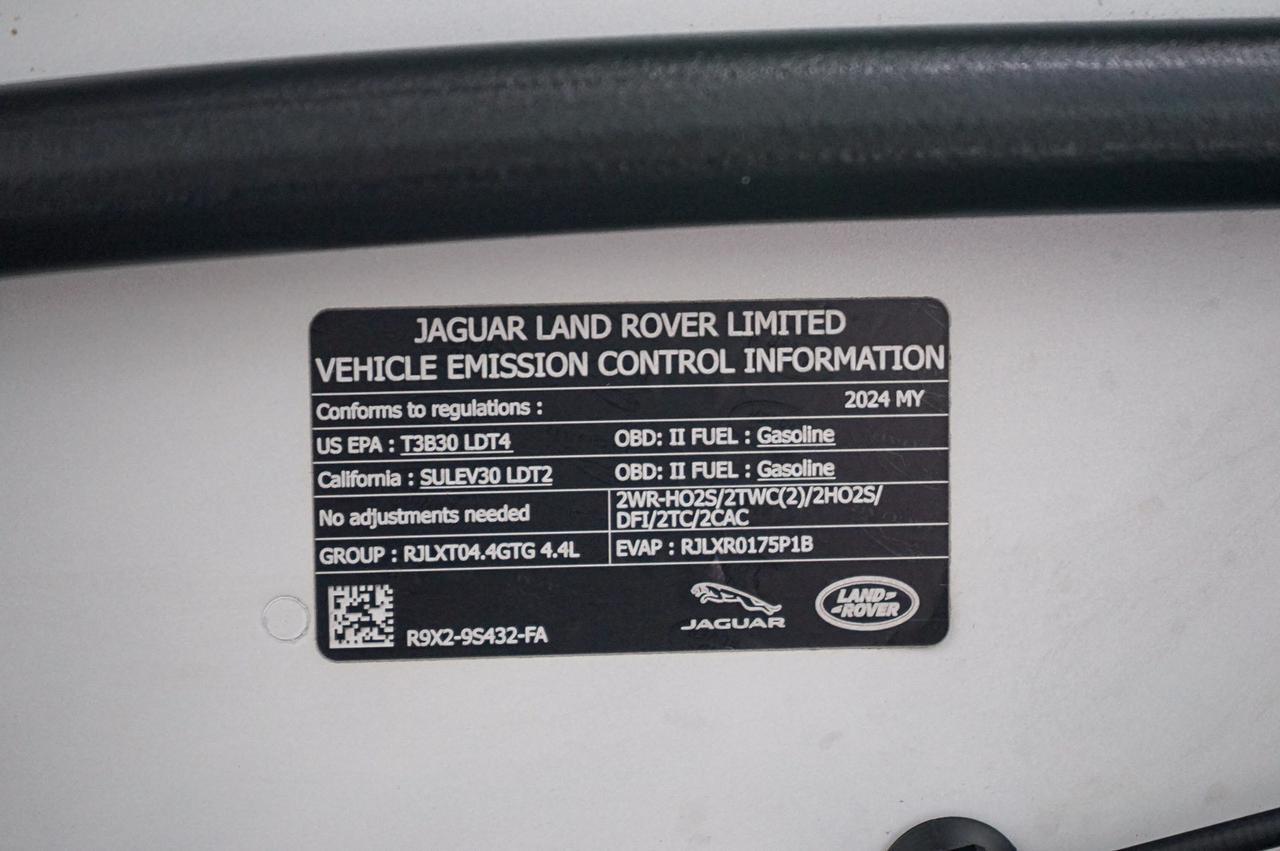 JAGUAR LAND ROVER LIMITED
VEHICLE EMISSION CONTROL INFORMATION
Conforms to regulations : 2024 MY
US EPA : T3B30 LDT4 OBD: II FUEL : Gasoline
California : SULEV30 LDT2 OBD: II FUEL : Gasoline
No adjustments needed
2WR-HO2S/2TWC(2)/2HO2S/
DFI/2TC/2CAC
GROUP : RJLXT04.4GTG 4.4L EVAP : RJLXR0175P1B
R9X2-9S432-FA
JAGUAR
LAND
ROVER